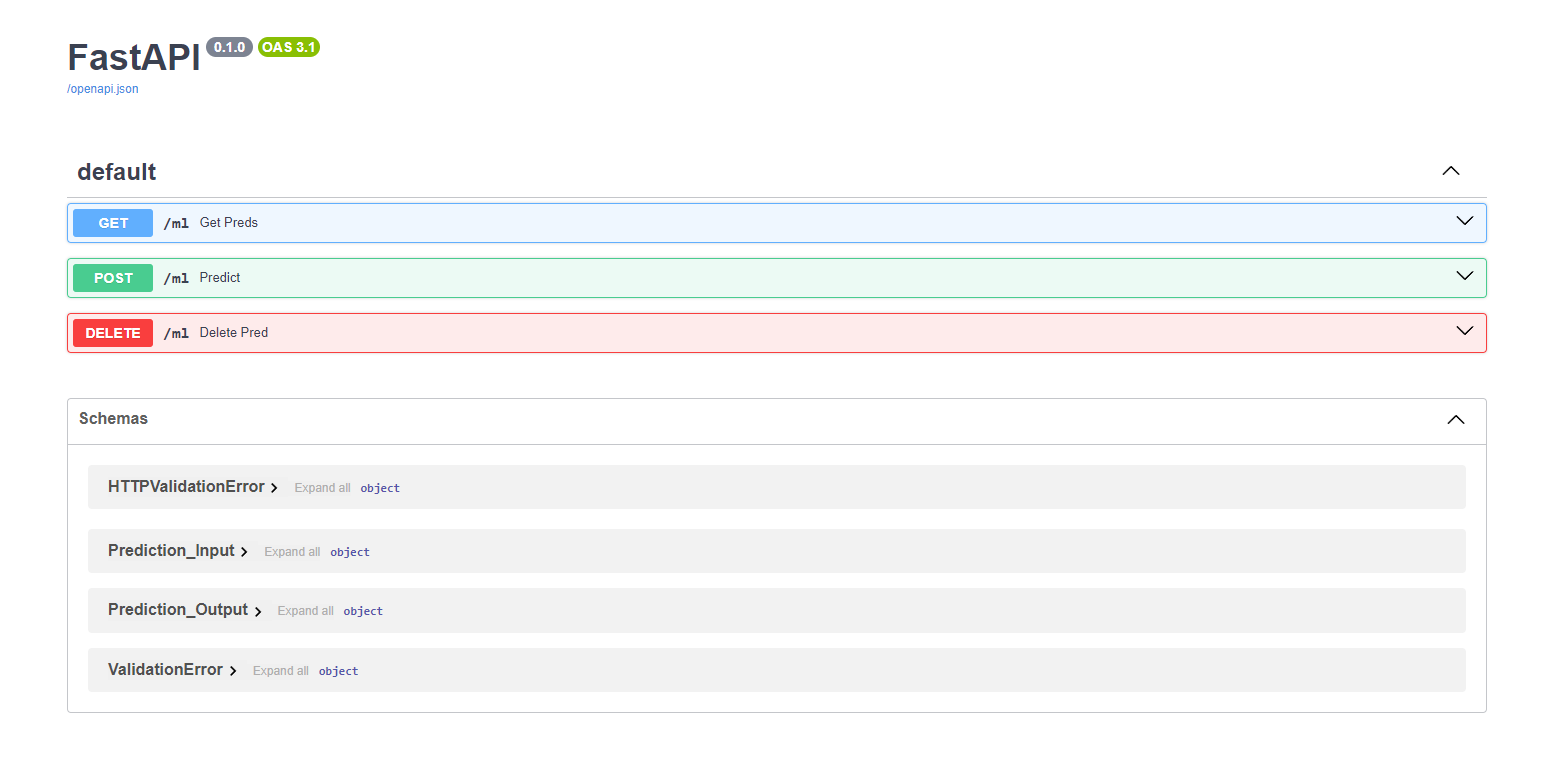 FastAPI 0.1.0 OAS 3.1
/openapi.json
default
GET /ml Get Preds
POST /ml Predict
DELETE /ml Delete Pred
Schemas
HTTPValidationError Expand all object
Prediction_Input Expand all object
Prediction_Output Expand all object
ValidationError Expand all object